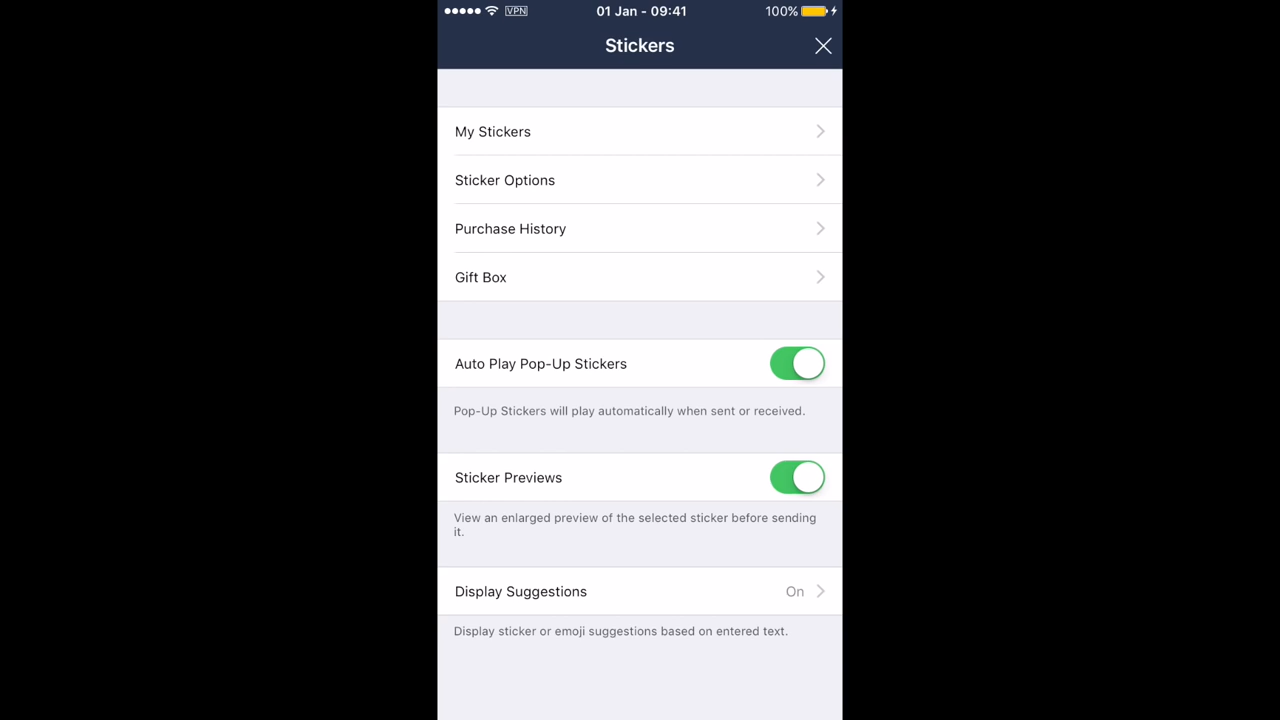 VPN 01 Jan - 09:41 100%
Stickers
My Stickers
Sticker Options
Purchase History
Gift Box
Auto Play Pop-Up Stickers
Pop-Up Stickers will play automatically when sent or received.
Sticker Previews
View an enlarged preview of the selected sticker before sending
it.
Display Suggestions On
Display sticker or emoji suggestions based on entered text.